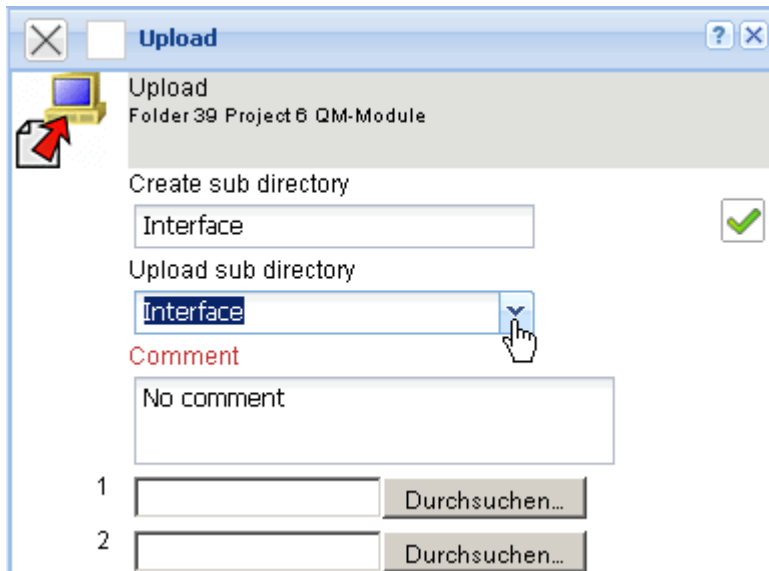 Upload
Upload
Folder 39 Project 6 QM-Module
Create sub directory
Interface
Upload sub directory
Interface
Comment
No comment
1 Durchsuchen...
2 Durchsuchen...